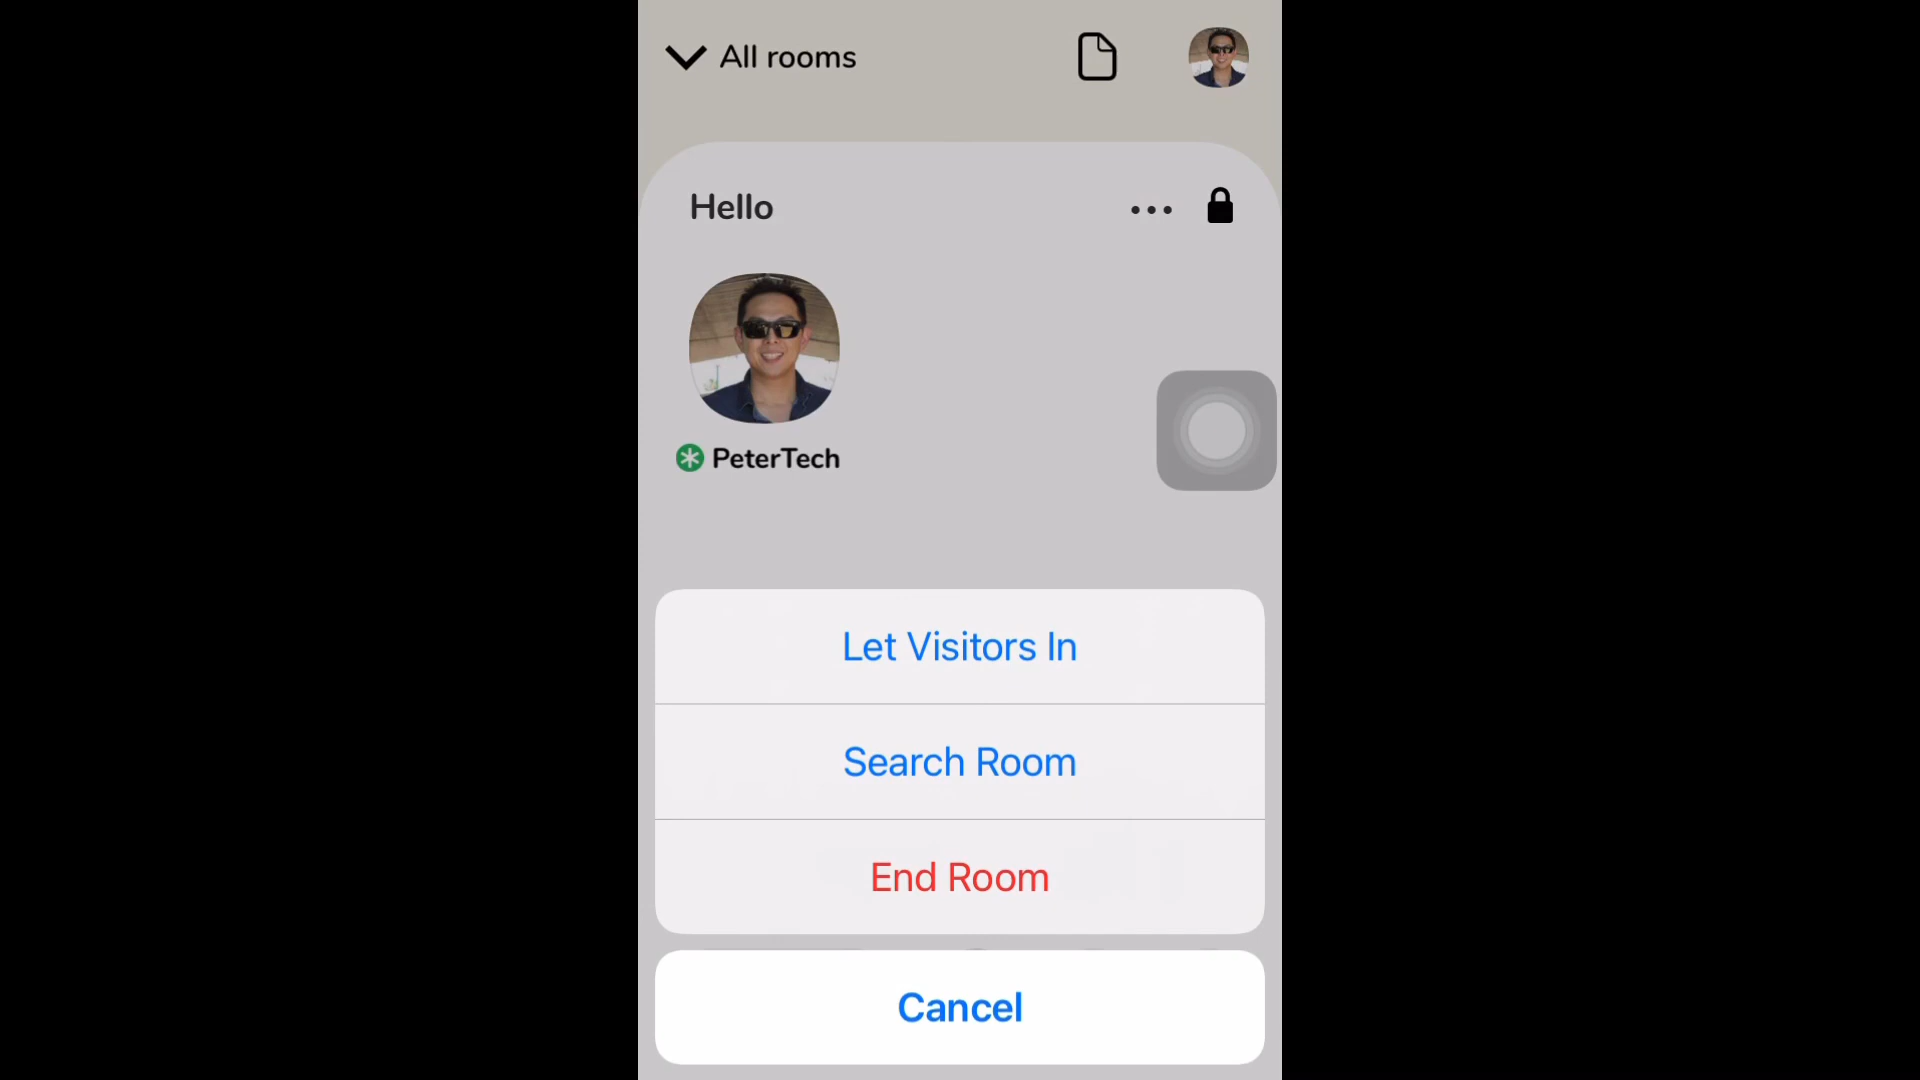 All rooms
Hello
PeterTech
Let Visitors In
Search Room
End Room
Cancel